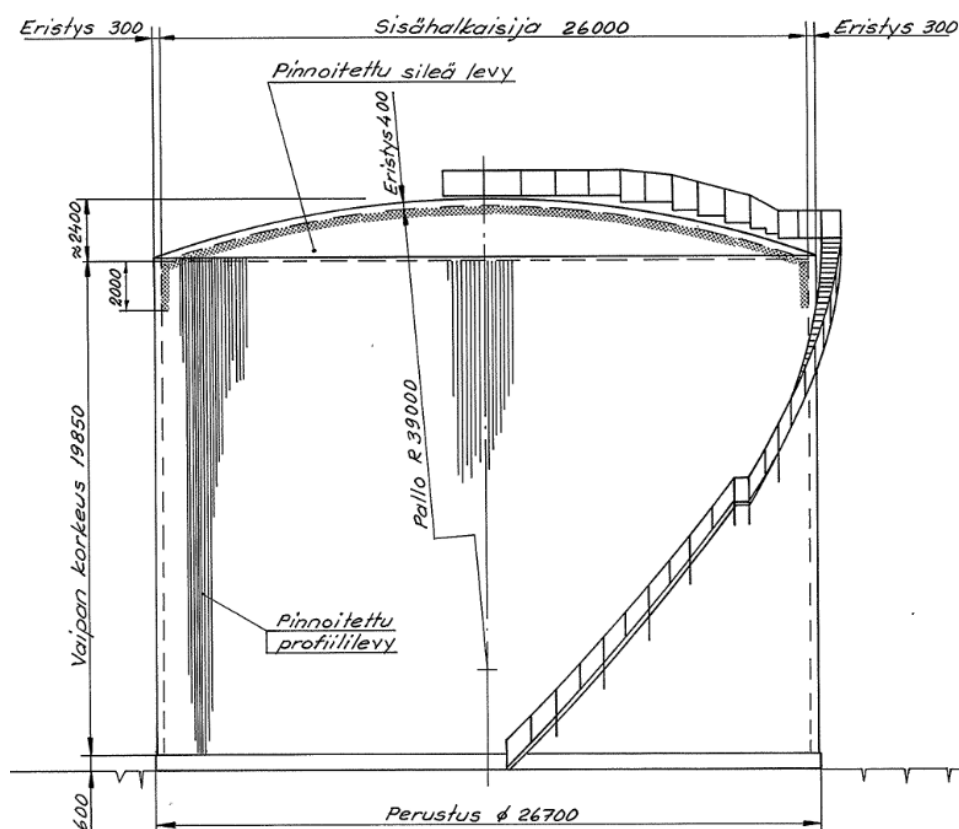 Eristys 300
Sisähalkaisija 26000
Eristys 300
Pinnoitettu sileä levy
Eristys 400
≈2400
2000
Vaipan korkeus 19850
Pallo R 39000
Pinnoitettu
profiililevy
600
Perustus ϕ 26700